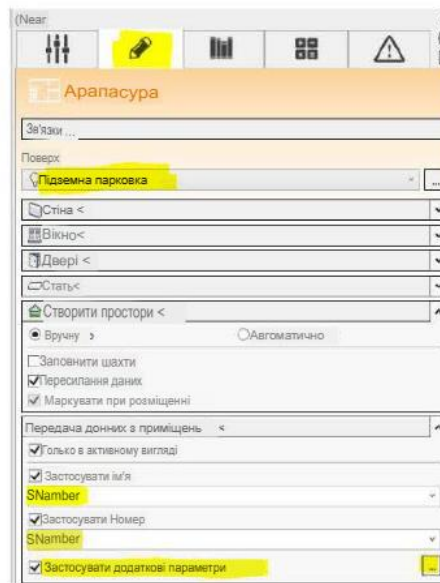 (Near
Арапасура
Зв'язки ...
Поверх
Підземна парковка
...
Стіна <
Вікно<
Двері <
Стать<
Створити простори <
Вручну
Автоматично
Заповнити шахти
Пересилання даних
Маркувати при розміщенні
Передача донних з приміщень <
Голько в активному вигляді
Застосувати ім'я
SNamber
Застосувати Номер
SNamber
Застосувати додаткові параметри
...